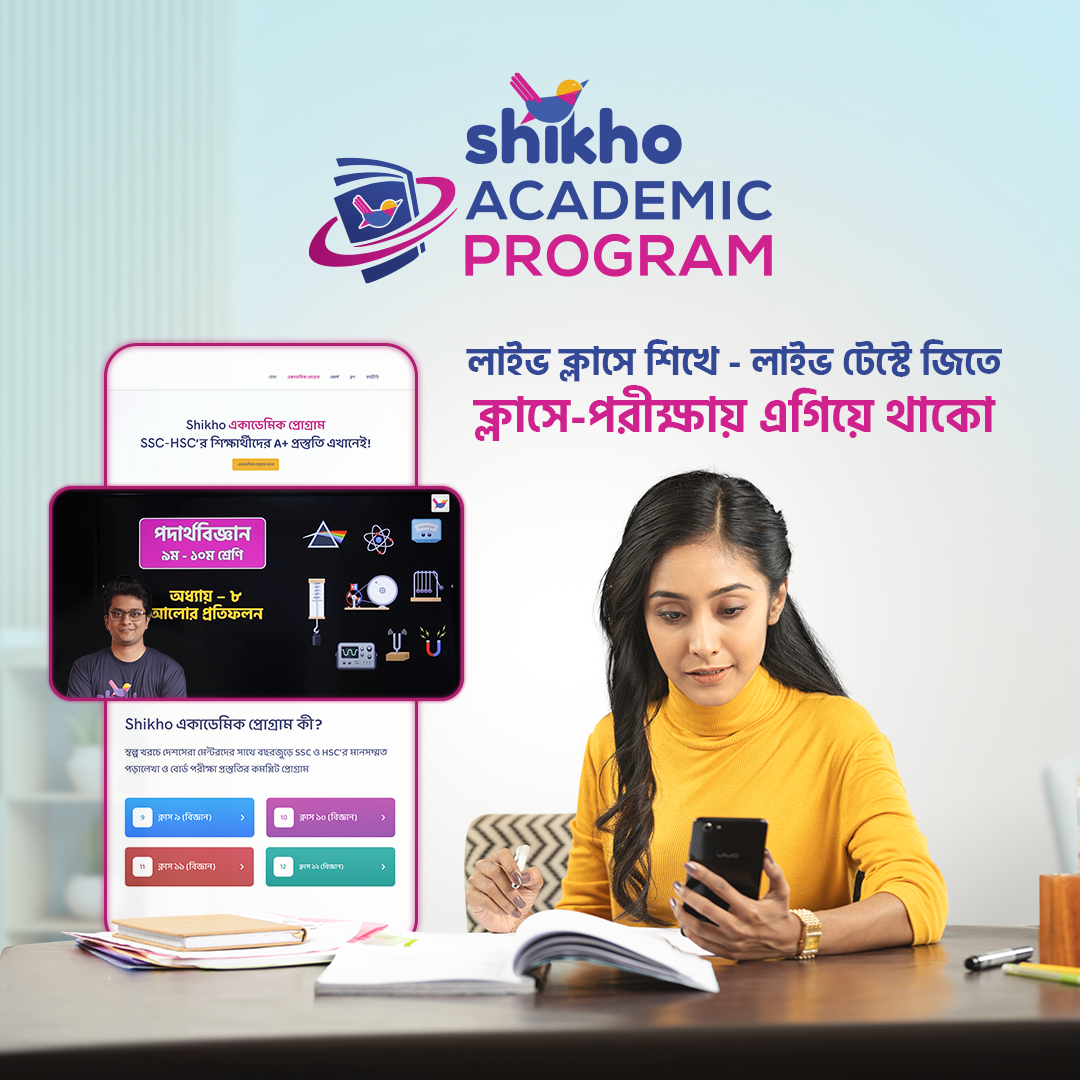 shikho
ACADEMIC
PROGRAM
লাইভ ক্লাসে শিখে - লাইভ টেস্টে জিতে
ক্লাসে-পরীক্ষায় এগিয়ে থাকো
একাডেমিক প্রোগ্রাম
Shikho একাডেমিক প্রোগ্রাম
SSC-HSC'র শিক্ষার্থীদের A+ প্রস্তুতি এখানেই!
পদার্থবিজ্ঞান
৯ম - ১০ম শ্রেণি
অধ্যায় – ৮
আলোর প্রতিফলন
Shikho একাডেমিক প্রোগ্রাম কী?
স্বল্প খরচে দেশসেরা মেন্টরদের সাথে বছরজুড়ে SSC ও HSC'র মানসম্মত
পড়ালেখা ও বোর্ড পরীক্ষা প্রস্তুতির কমপ্লিট প্রোগ্রাম
9 ক্লাস ৯ (বিজ্ঞান)
10 ক্লাস ১০ (বিজ্ঞান)
11 ক্লাস ১১ (বিজ্ঞান)
12 ক্লাস ১২ (বিজ্ঞান)
vivo